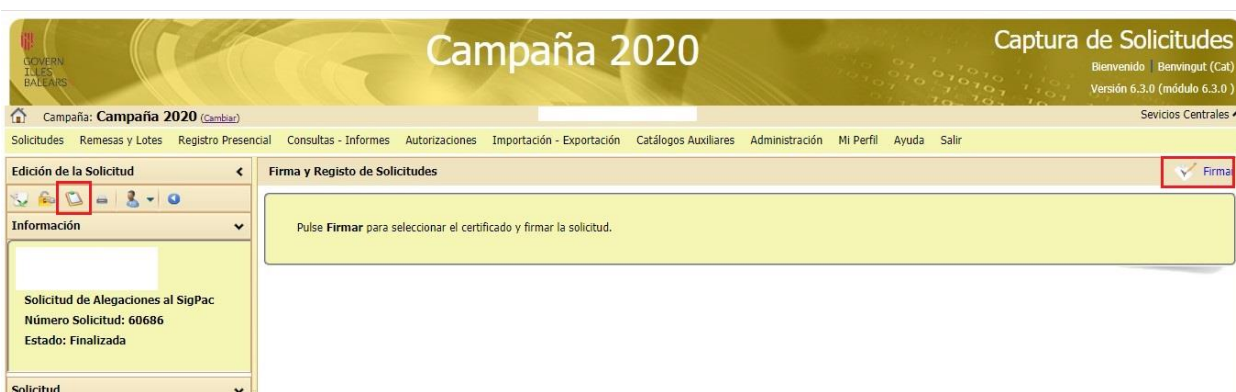 GOVERN
ILLES
BALEARS
Campaña 2020
Captura de Solicitudes
Bienvenido | Benvingut (Cat)
Versión 6.3.0 (módulo 6.3.0 )
Campaña: Campaña 2020 (Cambiar)
Sevicios Centrales
Solicitudes Remesas y Lotes Registro Presencial Consultas - Informes Autorizaciones Importación - Exportación Catálogos Auxiliares Administración Mi Perfil Ayuda Salir
Edición de la Solicitud
Firma y Registo de Solicitudes
Firmar
Información
Pulse Firmar para seleccionar el certificado y firmar la solicitud.
Solicitud de Alegaciones al SigPac
Número Solicitud: 60686
Estado: Finalizada
Solicitud